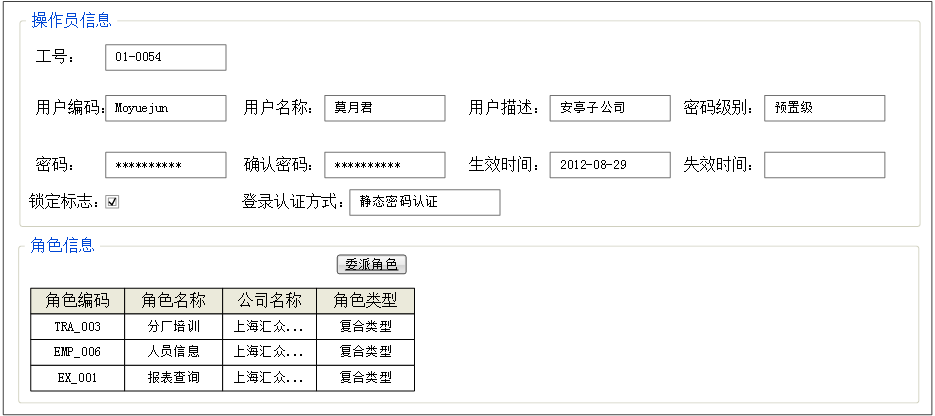 操作员信息
工号： 01-0054
用户编码： Moyuejun 用户名称： 莫月君 用户描述： 安亭子公司 密码级别： 预置级
密码： ********** 确认密码： ********** 生效时间： 2012-08-29 失效时间：
锁定标志： 登录认证方式： 静态密码认证
角色信息
委派角色
角色编码 角色名称 公司名称 角色类型
TRA_003 分厂培训 上海汇众... 复合类型
EMP_006 人员信息 上海汇众... 复合类型
EX_001 报表查询 上海汇众... 复合类型